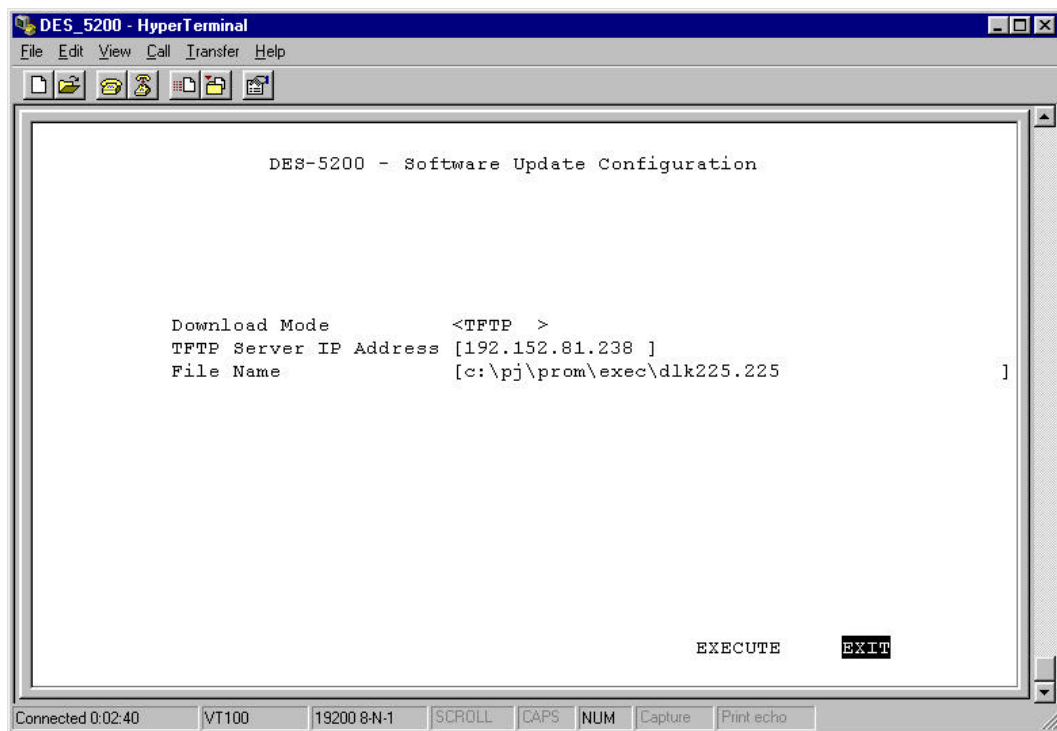 DES_5200 - HyperTerminal
File Edit View Call Transfer Help
DES-5200 - Software Update Configuration
Download Mode <TFTP >
TFTP Server IP Address [192.152.81.238 ]
File Name [c:\pj\prom\exec\dlk225.225 ]
EXECUTE EXIT
Connected 0:02:40 VT100 19200 8-N-1 SCROLL CAPS NUM Capture Print echo